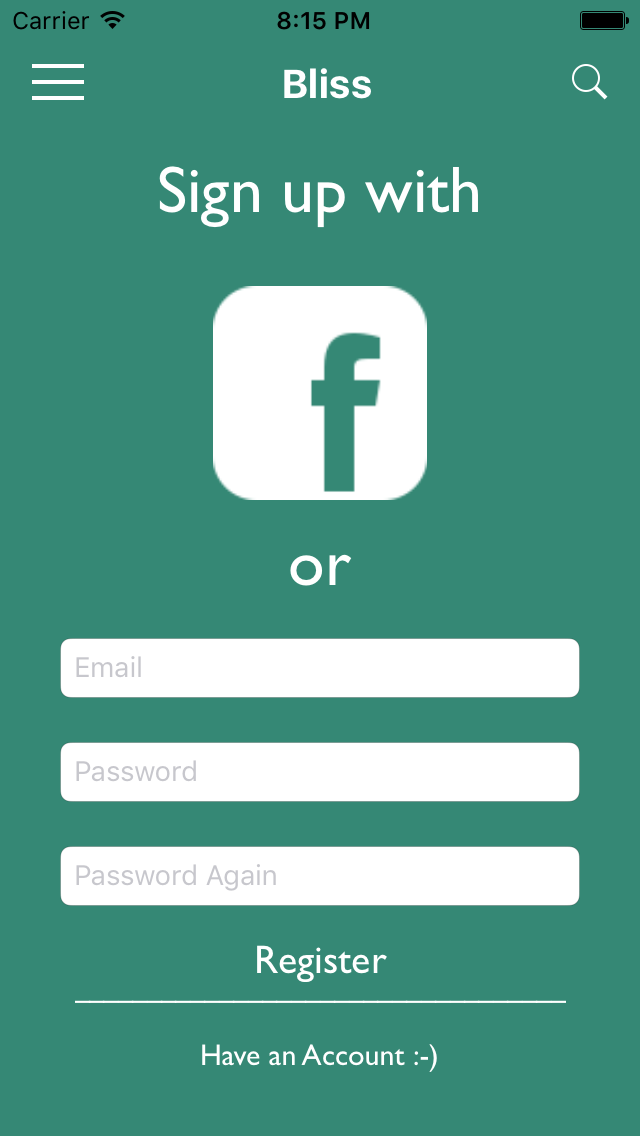 Carrier 8:15 PM
Bliss
Sign up with
f
or
Email
Password
Password Again
Register
Have an Account :-)